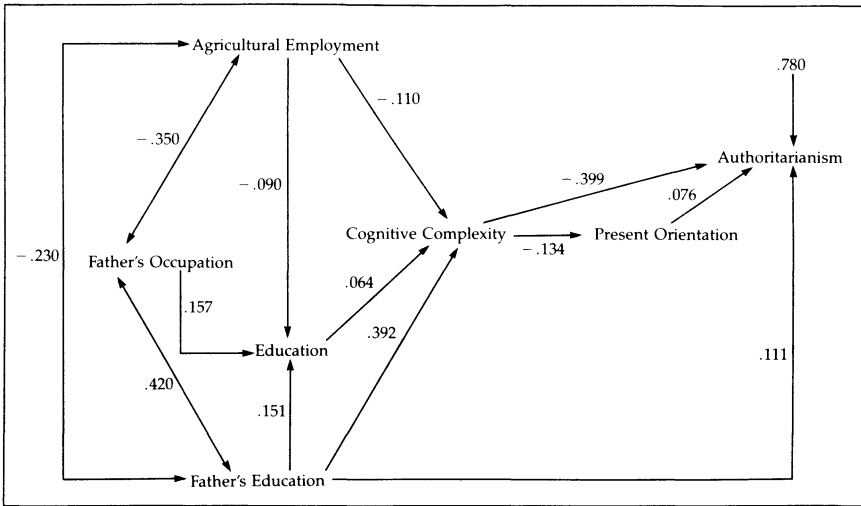 Agricultural Employment
.780
− .110
− .350
Authoritarianism
− .399
− .090
.076
Cognitive Complexity
Present Orientation
− .134
− .230
Father's Occupation
.064
.157
.392
Education
.111
.420
.151
Father's Education